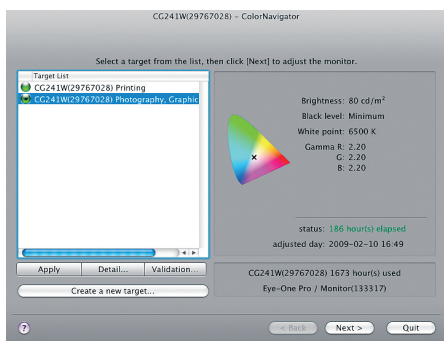 CG241W(29767028) - ColorNavigator
Select a target from the list, then click [Next] to adjust the monitor.
Target List
CG241W(29767028) Printing
CG241W(29767028) Photography, Graphic
Brightness: 80 cd/m²
Black level: Minimum
White point: 6500 K
Gamma R: 2.20
G: 2.20
B: 2.20
status: 186 hour(s) elapsed
adjusted day: 2009-02-10 16:49
Apply
Detail...
Validation...
Create a new target...
CG241W(29767028) 1673 hour(s) used
Eye-One Pro / Monitor(133317)
?
< Back
Next >
Quit